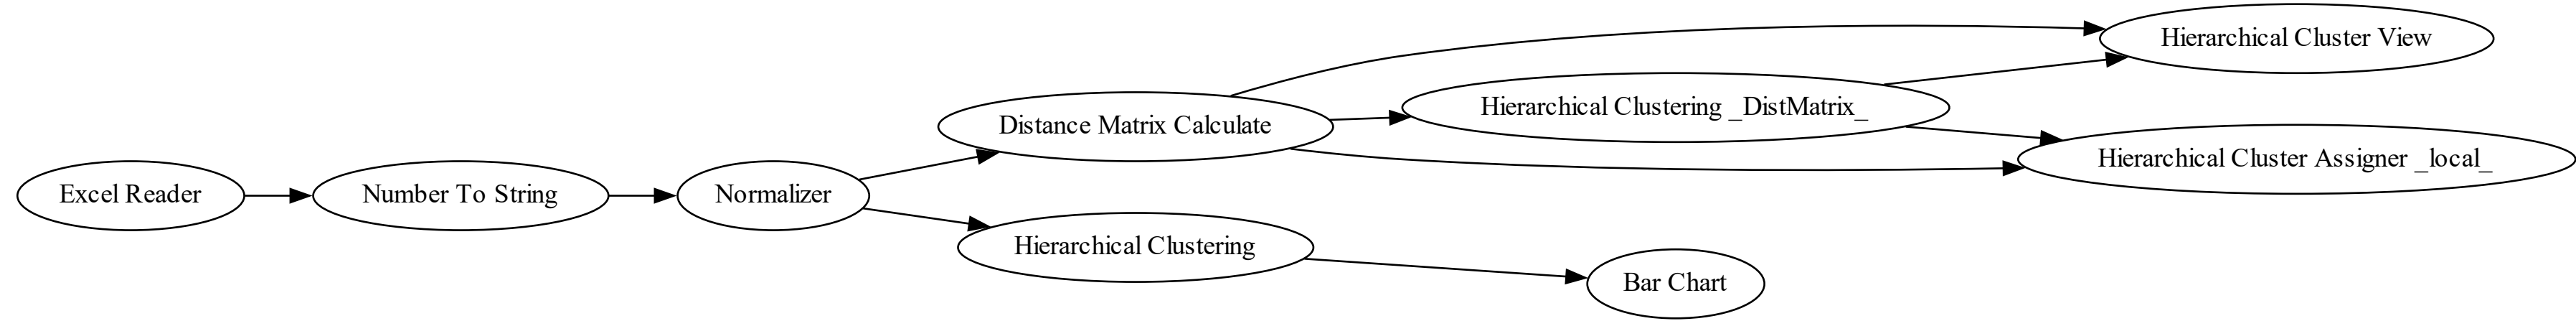 Excel Reader
Number To String
Normalizer
Distance Matrix Calculate
Hierarchical Clustering
Hierarchical Clustering _DistMatrix_
Bar Chart
Hierarchical Cluster View
Hierarchical Cluster Assigner _local_